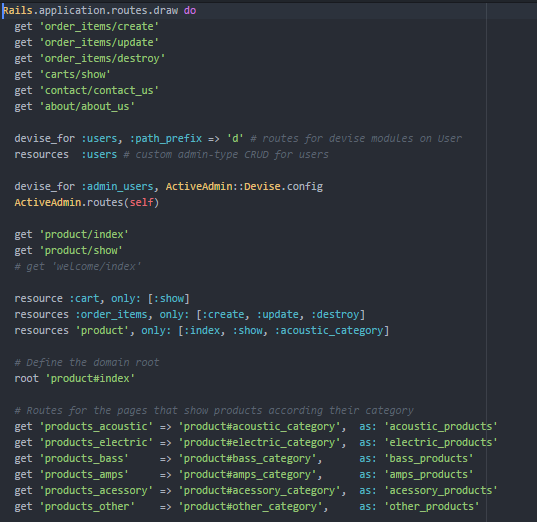 Rails.application.routes.draw do
  get 'order_items/create'
  get 'order_items/update'
  get 'order_items/destroy'
  get 'carts/show'
  get 'contact/contact_us'
  get 'about/about_us'
  devise_for :users, :path_prefix => 'd' # routes for devise modules on User
  resources  :users # custom admin-type CRUD for users
  devise_for :admin_users, ActiveAdmin::Devise.config
  ActiveAdmin.routes(self)
  get 'product/index'
  get 'product/show'
  # get 'welcome/index'
  resource :cart, only: [:show]
  resources :order_items, only: [:create, :update, :destroy]
  resources 'product', only: [:index, :show, :acoustic_category]
  # Define the domain root
  root 'product#index'
  # Routes for the pages that show products according their category
  get 'products_acoustic' => 'product#acoustic_category',  as: 'acoustic_products'
  get 'products_electric' => 'product#electric_category',  as: 'electric_products'
  get 'products_bass'     => 'product#bass_category',      as: 'bass_products'
  get 'products_amps'     => 'product#amps_category',      as: 'amps_products'
  get 'products_acessory' => 'product#acessory_category',  as: 'acessory_products'
  get 'products_other'    => 'product#other_category',     as: 'other_products'